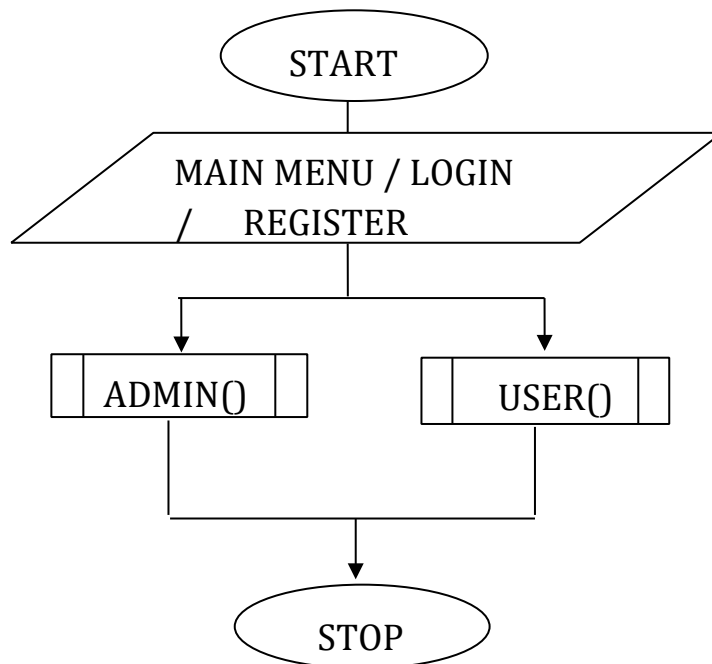 START
MAIN MENU / LOGIN
/ REGISTER
ADMIN()
USER()
STOP